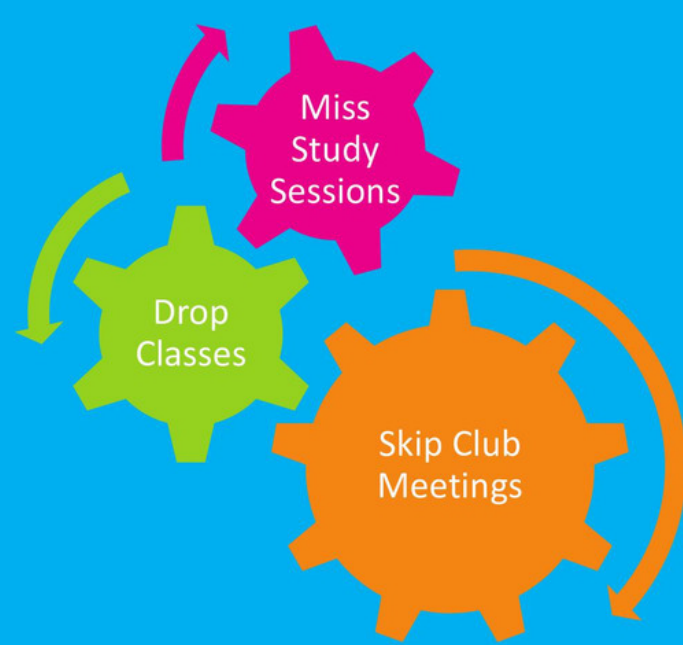 Miss
Study
Sessions
Drop
Classes
Skip Club
Meetings